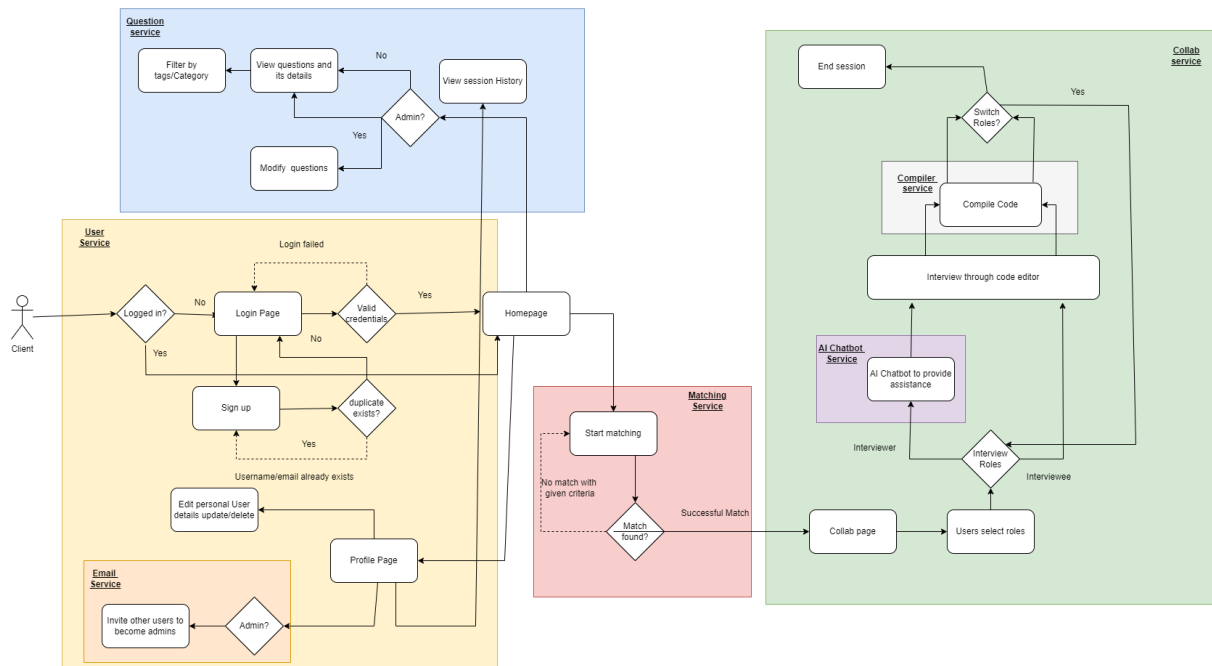 Question
service
Filter by
tags/Category
View questions and
its details
No
View session History
Admin?
Yes
Modify questions
User
Service
Login failed
Client
Logged in?
No
Login Page
Valid
credentials
Yes
Homepage
Yes
No
Sign up
duplicate
exists?
Yes
Username/email already exists
Edit personal User
details update/delete
Profile Page
Email
Service
Invite other users to
become admins
Admin?
Matching
Service
Start matching
No match with
given criteria
Match
found?
Successful Match
Collab
service
End session
Yes
Switch
Roles?
Compiler
service
Compile Code
Interview through code editor
AI Chatbot
Service
AI Chatbot to provide
assistance
Interviewer
Interview
Roles
Interviewee
Collab page
Users select roles